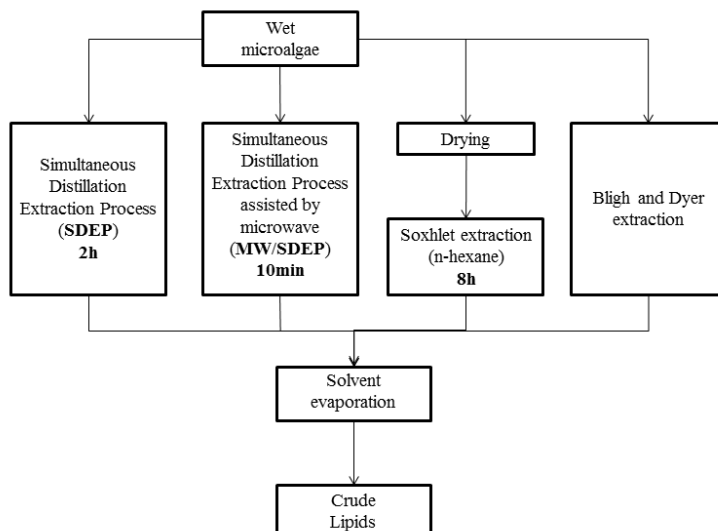 Wet
microalgae
Simultaneous
Distillation
Extraction Process
(SDEP)
2h
Simultaneous
Distillation
Extraction Process
assisted by
microwave
(MW/SDEP)
10min
Drying
Soxhlet extraction
(n-hexane)
8h
Bligh and Dyer
extraction
Solvent
evaporation
Crude
Lipids